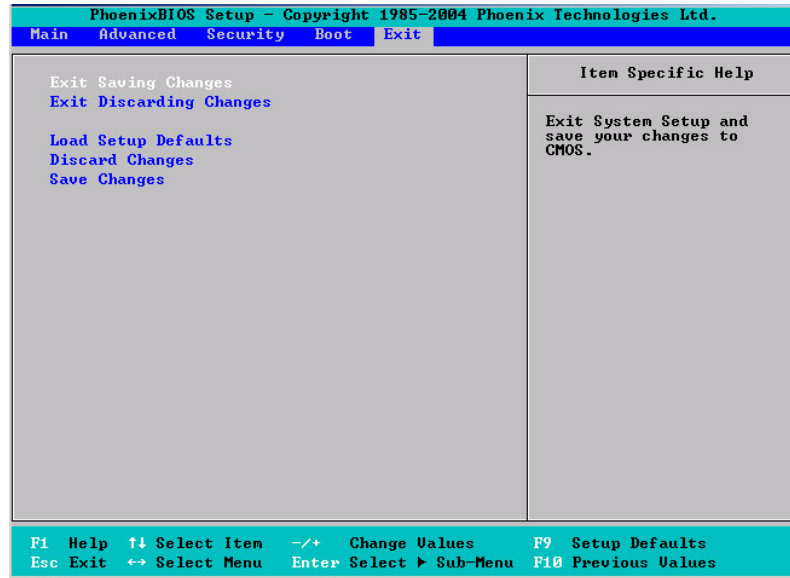 PhoenixBIOS Setup - Copyright 1985-2004 Phoenix Technologies Ltd.
Main Advanced Security Boot Exit
Exit Saving Changes
Exit Discarding Changes
Load Setup Defaults
Discard Changes
Save Changes
Item Specific Help
Exit System Setup and
save your changes to
CMOS.
F1 Help ↑↓ Select Item -/+ Change Values F9 Setup Defaults
Esc Exit ↔ Select Menu Enter Select ▶ Sub-Menu F10 Previous Values